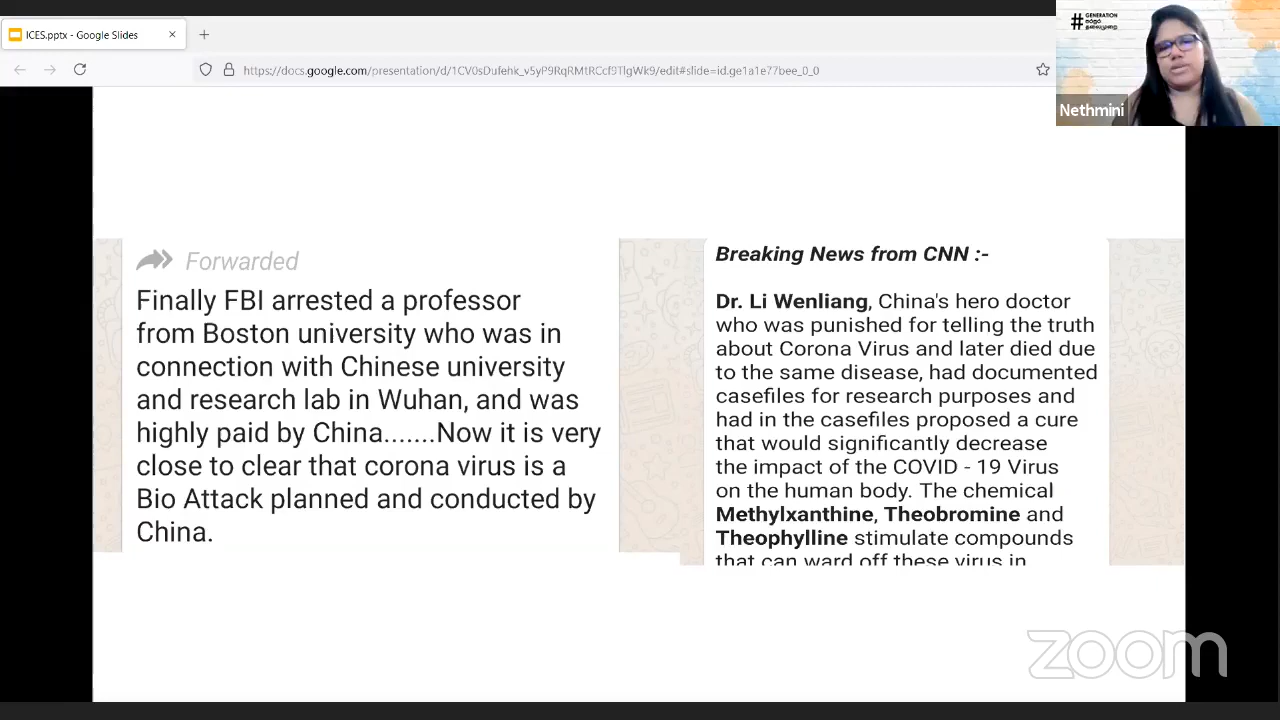 ICES.pptx - Google Slides
GENERATION
Nethmini
Forwarded
Finally FBI arrested a professor
from Boston university who was in
connection with Chinese university
and research lab in Wuhan, and was
highly paid by China.......Now it is very
close to clear that corona virus is a
Bio Attack planned and conducted by
China.
Breaking News from CNN :-
Dr. Li Wenliang, China's hero doctor
who was punished for telling the truth
about Corona Virus and later died due
to the same disease, had documented
casefiles for research purposes and
had in the casefiles proposed a cure
that would significantly decrease
the impact of the COVID - 19 Virus
on the human body. The chemical
Methylxanthine, Theobromine and
Theophylline stimulate compounds
that can ward off these virus in
zoom